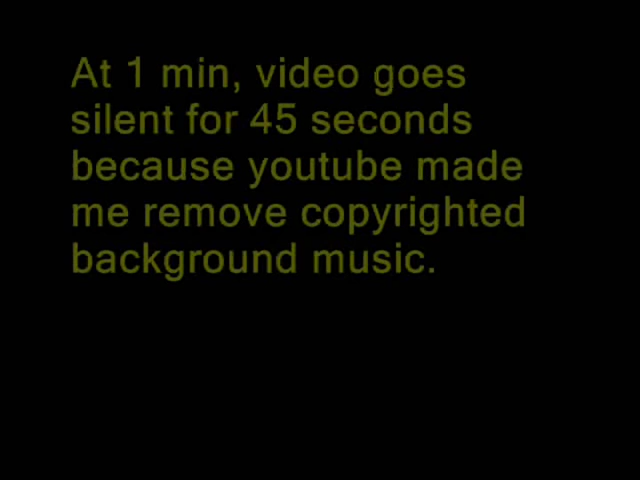 At 1 min, video goes
silent for 45 seconds
because youtube made
me remove copyrighted
background music.